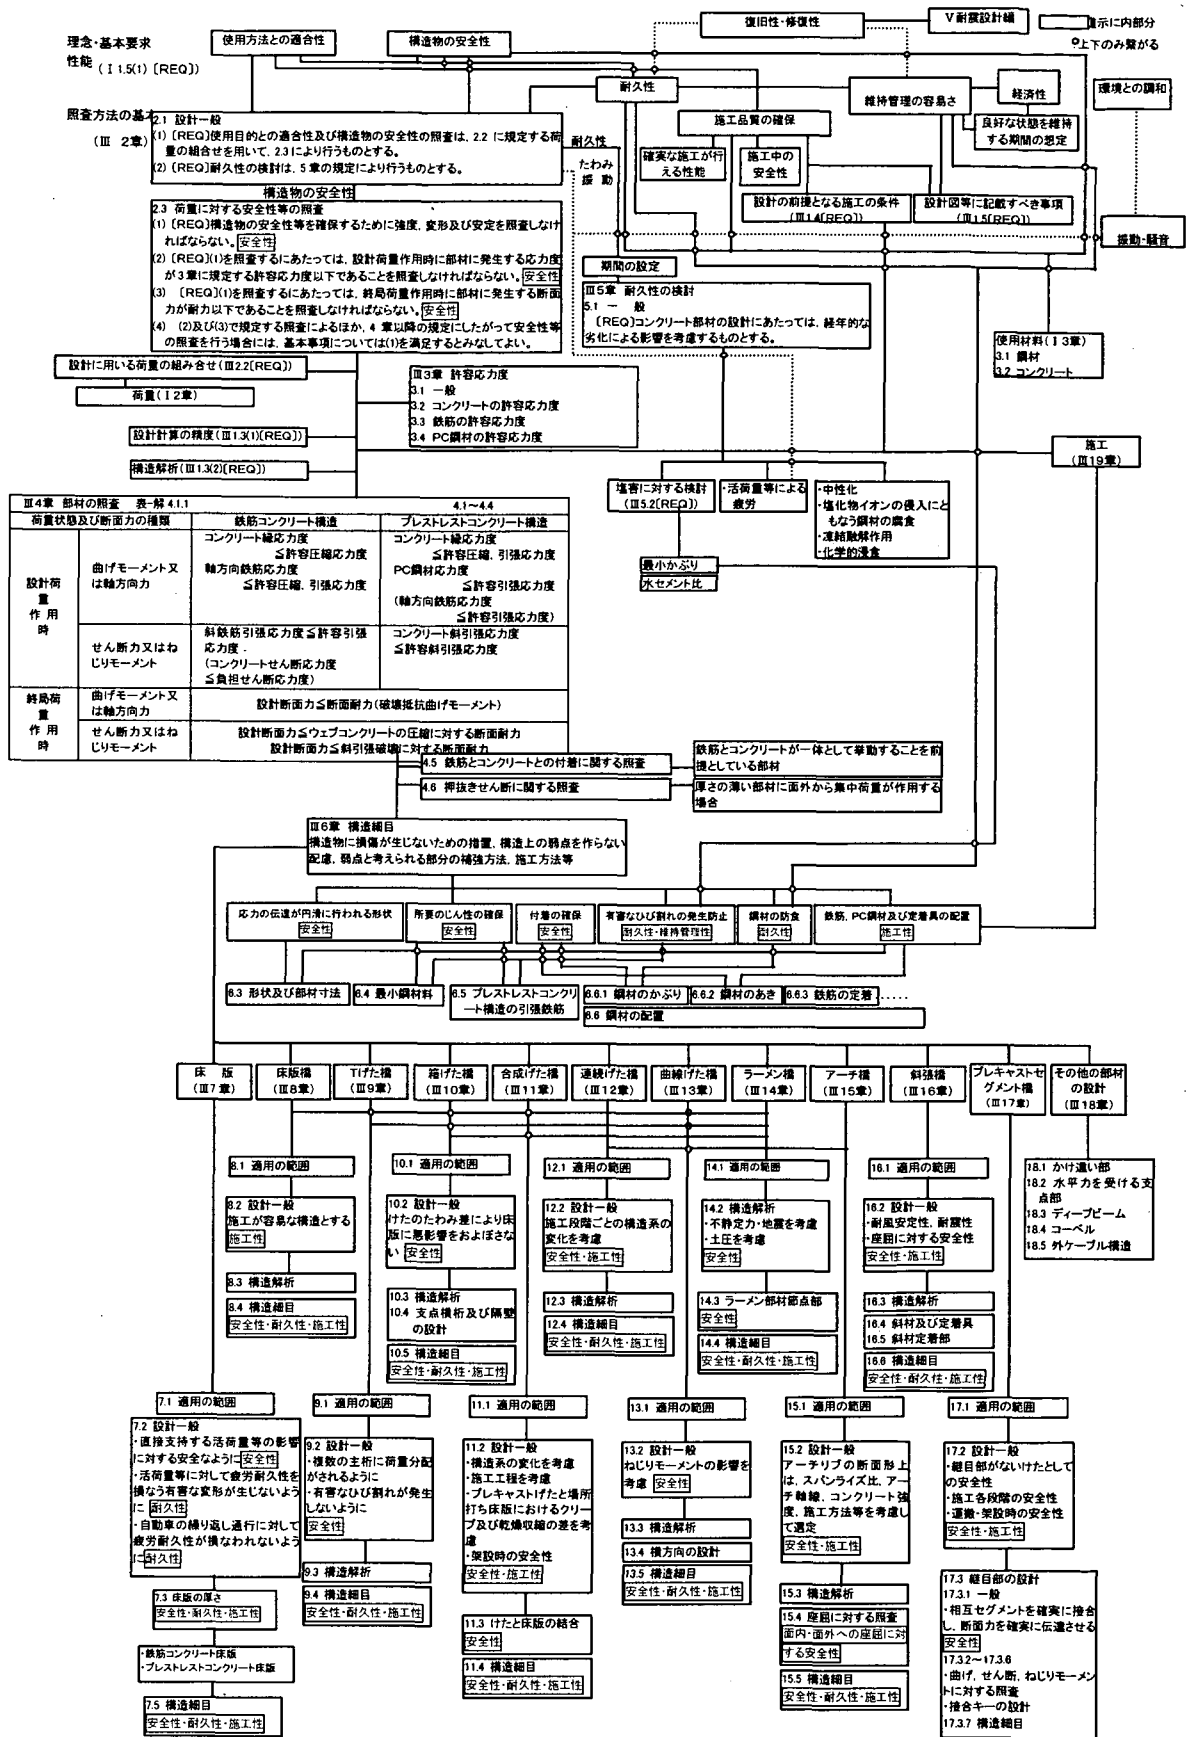 理念・基本要求
性能 (Ⅰ1.5(1) [REQ])
使用方法との適合性
構造物の安全性
復旧性・修復性
Ⅴ耐震設計編
示に内部分
上下のみ繋がる
耐久性
維持管理の容易さ
経済性
環境との調和
良好な状態を維持
する期間の想定
施工品質の確保
確実な施工が行
える性能
施工中の
安全性
照査方法の基本
(Ⅲ 2章)
2.1 設計一般
(1) [REQ]使用目的との適合性及び構造物の安全性の照査は、2.2 に規定する荷
重の組合せを用いて、2.3により行うものとする。
(2) [REQ]耐久性の検討は、5章の規定により行うものとする。
耐久性
たわみ
振動
設計の前提となる施工の条件
(Ⅲ1.4[REQ])
設計図等に記載すべき事項
(Ⅲ1.5[REQ])
振動・騒音
構造物の安全性
2.3 荷重に対する安全性等の照査
(1) [REQ]構造物の安全性等を確保するために強度、変形及び安定を照査しなけ
ればならない。安全性
(2) [REQ](1)を照査するにあたっては、設計荷重作用時に部材に発生する応力度
が3章に規定する許容応力度以下であることを照査しなければならない。安全性
(3) [REQ](1)を照査するにあたっては、終局荷重作用時に部材に発生する断面
力が耐力以下であることを照査しなければならない。安全性
(4) (2)及び(3)で規定する照査によるほか、4章以降の規定にしたがって安全性等
の照査を行う場合には、基本事項については(1)を満足するとみなしてよい。
期間の設定
Ⅲ5章 耐久性の検討
5.1 一 般
[REQ]コンクリート部材の設計にあたっては、経年的な
劣化による影響を考慮するものとする。
使用材料(Ⅰ3章)
3.1 鋼材
3.2 コンクリート
設計に用いる荷重の組み合せ(Ⅲ2.2[REQ])
荷重(Ⅰ2章)
Ⅲ3章 許容応力度
3.1 一般
3.2 コンクリートの許容応力度
3.3 鉄筋の許容応力度
3.4 PC鋼材の許容応力度
設計計算の精度(Ⅲ1.3(1)[REQ])
構造解析(Ⅲ1.3(2)[REQ])
施工
(Ⅲ19章)
塩害に対する検討
(Ⅲ5.2[REQ])
・活荷重等による
疲労
・中性化
・塩化物イオンの侵入にと
もなう鋼材の腐食
・凍結融解作用
・化学的浸食
最小かぶり
水セメント比
Ⅲ4章 部材の照査 表-解4.1.1 4.1～4.4
荷重状態及び断面力の種類 鉄筋コンクリート構造 プレストレストコンクリート構造
設計荷
重
作 用
時
曲げモーメント又
は軸方向力
コンクリート縁応力度
≦許容圧縮応力度
軸方向鉄筋応力度
≦許容圧縮、引張応力度
コンクリート縁応力度
≦許容圧縮、引張応力度
PC鋼材応力度
≦許容引張応力度
(軸方向鉄筋応力度
≦許容引張応力度)
せん断力又はね
じりモーメント
斜鉄筋引張応力度≦許容引張
応力度
(コンクリートせん断応力度
≦負担せん断応力度)
コンクリート斜引張応力度
≦許容斜引張応力度
終局荷
重
作 用
時
曲げモーメント又
は軸方向力
設計断面力≦断面耐力(破壊抵抗曲げモーメント)
せん断力又はね
じりモーメント
設計断面力≦ウェブコンクリートの圧縮に対する断面耐力
設計断面力≦斜引張破壊に対する断面耐力
4.5 鉄筋とコンクリートとの付着に関する照査
鉄筋とコンクリートが一体として挙動することを前
提としている部材
4.6 押抜きせん断に関する照査
厚さの薄い部材に面外から集中荷重が作用する
場合
Ⅲ6章 構造細目
構造物に損傷が生じないための措置、構造上の弱点を作らない
配慮、弱点と考えられる部分の補強方法、施工方法等
応力の伝達が円滑に行われる形状
安全性
所要のじん性の確保
安全性
付着の確保
安全性
有害なひび割れの発生防止
耐久性・維持管理性
鋼材の防食
耐久性
鉄筋、PC鋼材及び定着具の配置
施工性
6.3 形状及び部材寸法
6.4 最小鋼材料
6.5 プレストレストコンクリ
ート構造の引張鉄筋
6.6.1 鋼材のかぶり
6.6.2 鋼材のあき
6.6.3 鉄筋の定着 .....
6.6 鋼材の配置
床 版
(Ⅲ7章)
床版橋
(Ⅲ8章)
Tげた橋
(Ⅲ9章)
箱げた橋
(Ⅲ10章)
合成げた橋
(Ⅲ11章)
連続げた橋
(Ⅲ12章)
曲線げた橋
(Ⅲ13章)
ラーメン橋
(Ⅲ14章)
アーチ橋
(Ⅲ15章)
斜張橋
(Ⅲ16章)
プレキャストセ
グメント橋
(Ⅲ17章)
その他の部材
の設計
(Ⅲ18章)
8.1 適用の範囲
8.2 設計一般
施工が容易な構造とする
施工性
8.3 構造解析
8.4 構造細目
安全性・耐久性・施工性
10.1 適用の範囲
10.2 設計一般
けたのたわみ差により床
版に悪影響をおよぼさな
い 安全性
10.3 構造解析
10.4 支点横桁及び隔壁
の設計
10.5 構造細目
安全性・耐久性・施工性
12.1 適用の範囲
12.2 設計一般
施工段階ごとの構造系の
変化を考慮
安全性・施工性
12.3 構造解析
12.4 構造細目
安全性・耐久性・施工性
14.1 適用の範囲
14.2 構造解析
・不静定力・地震を考慮
・土圧を考慮
安全性
14.3 ラーメン部材節点部
安全性
14.4 構造細目
安全性・耐久性・施工性
16.1 適用の範囲
16.2 設計一般
・耐風安定性、耐震性
・座屈に対する安全性
安全性・施工性
16.3 構造解析
16.4 斜材及び定着具
16.5 斜材定着部
16.6 構造細目
安全性・耐久性・施工性
18.1 かけ違い部
18.2 水平力を受ける支
点部
18.3 ディープビーム
18.4 コーベル
18.5 外ケーブル構造
7.1 適用の範囲
7.2 設計一般
・直接支持する活荷重等の影響
に対する安全なように 安全性
・活荷重等に対して疲労耐久性を
損なう有害な変形が生じないよう
に 耐久性
・自動車の繰り返し通行に対して
疲労耐久性が損なわれないよう
に 耐久性
7.3 床版の厚さ
安全性・耐久性・施工性
・鉄筋コンクリート床版
・プレストレストコンクリート床版
7.5 構造細目
安全性・耐久性・施工性
9.1 適用の範囲
9.2 設計一般
・複数の主桁に荷重分配
がされるように
・有害なひび割れが発生
しないように
安全性
9.3 構造解析
9.4 構造細目
安全性・耐久性・施工性
11.1 適用の範囲
11.2 設計一般
・構造系の変化を考慮
・施工工程を考慮
・プレキャストげたと場所
打ち床版におけるクリー
プ及び乾燥収縮の差を考
慮
・架設時の安全性
安全性・施工性
11.3 けたと床版の結合
安全性
11.4 構造細目
安全性・耐久性・施工性
13.1 適用の範囲
13.2 設計一般
ねじりモーメントの影響を
考慮 安全性
13.3 構造解析
13.4 横方向の設計
13.5 構造細目
安全性・耐久性・施工性
15.1 適用の範囲
15.2 設計一般
アーチリブの断面形上
は、スパンライズ比、アー
チ軸線、コンクリート強
度、施工方法等を考慮し
て選定
安全性・施工性
15.3 構造解析
15.4 座屈に対する照査
面内・面外への座屈に対
する安全性
15.5 構造細目
安全性・耐久性・施工性
17.1 適用の範囲
17.2 設計一般
・継目部がないけたとして
の安全性
・施工各段階の安全性
・運搬・架設時の安全性
安全性・施工性
17.3 継目部の設計
17.3.1 一般
・相互セグメントを確実に接合
し、断面力を確実に伝達させる
安全性
17.3.2～17.3.6
・曲げ、せん断、ねじりモーメン
トに対する照査
・接合キーの設計
17.3.7 構造細目